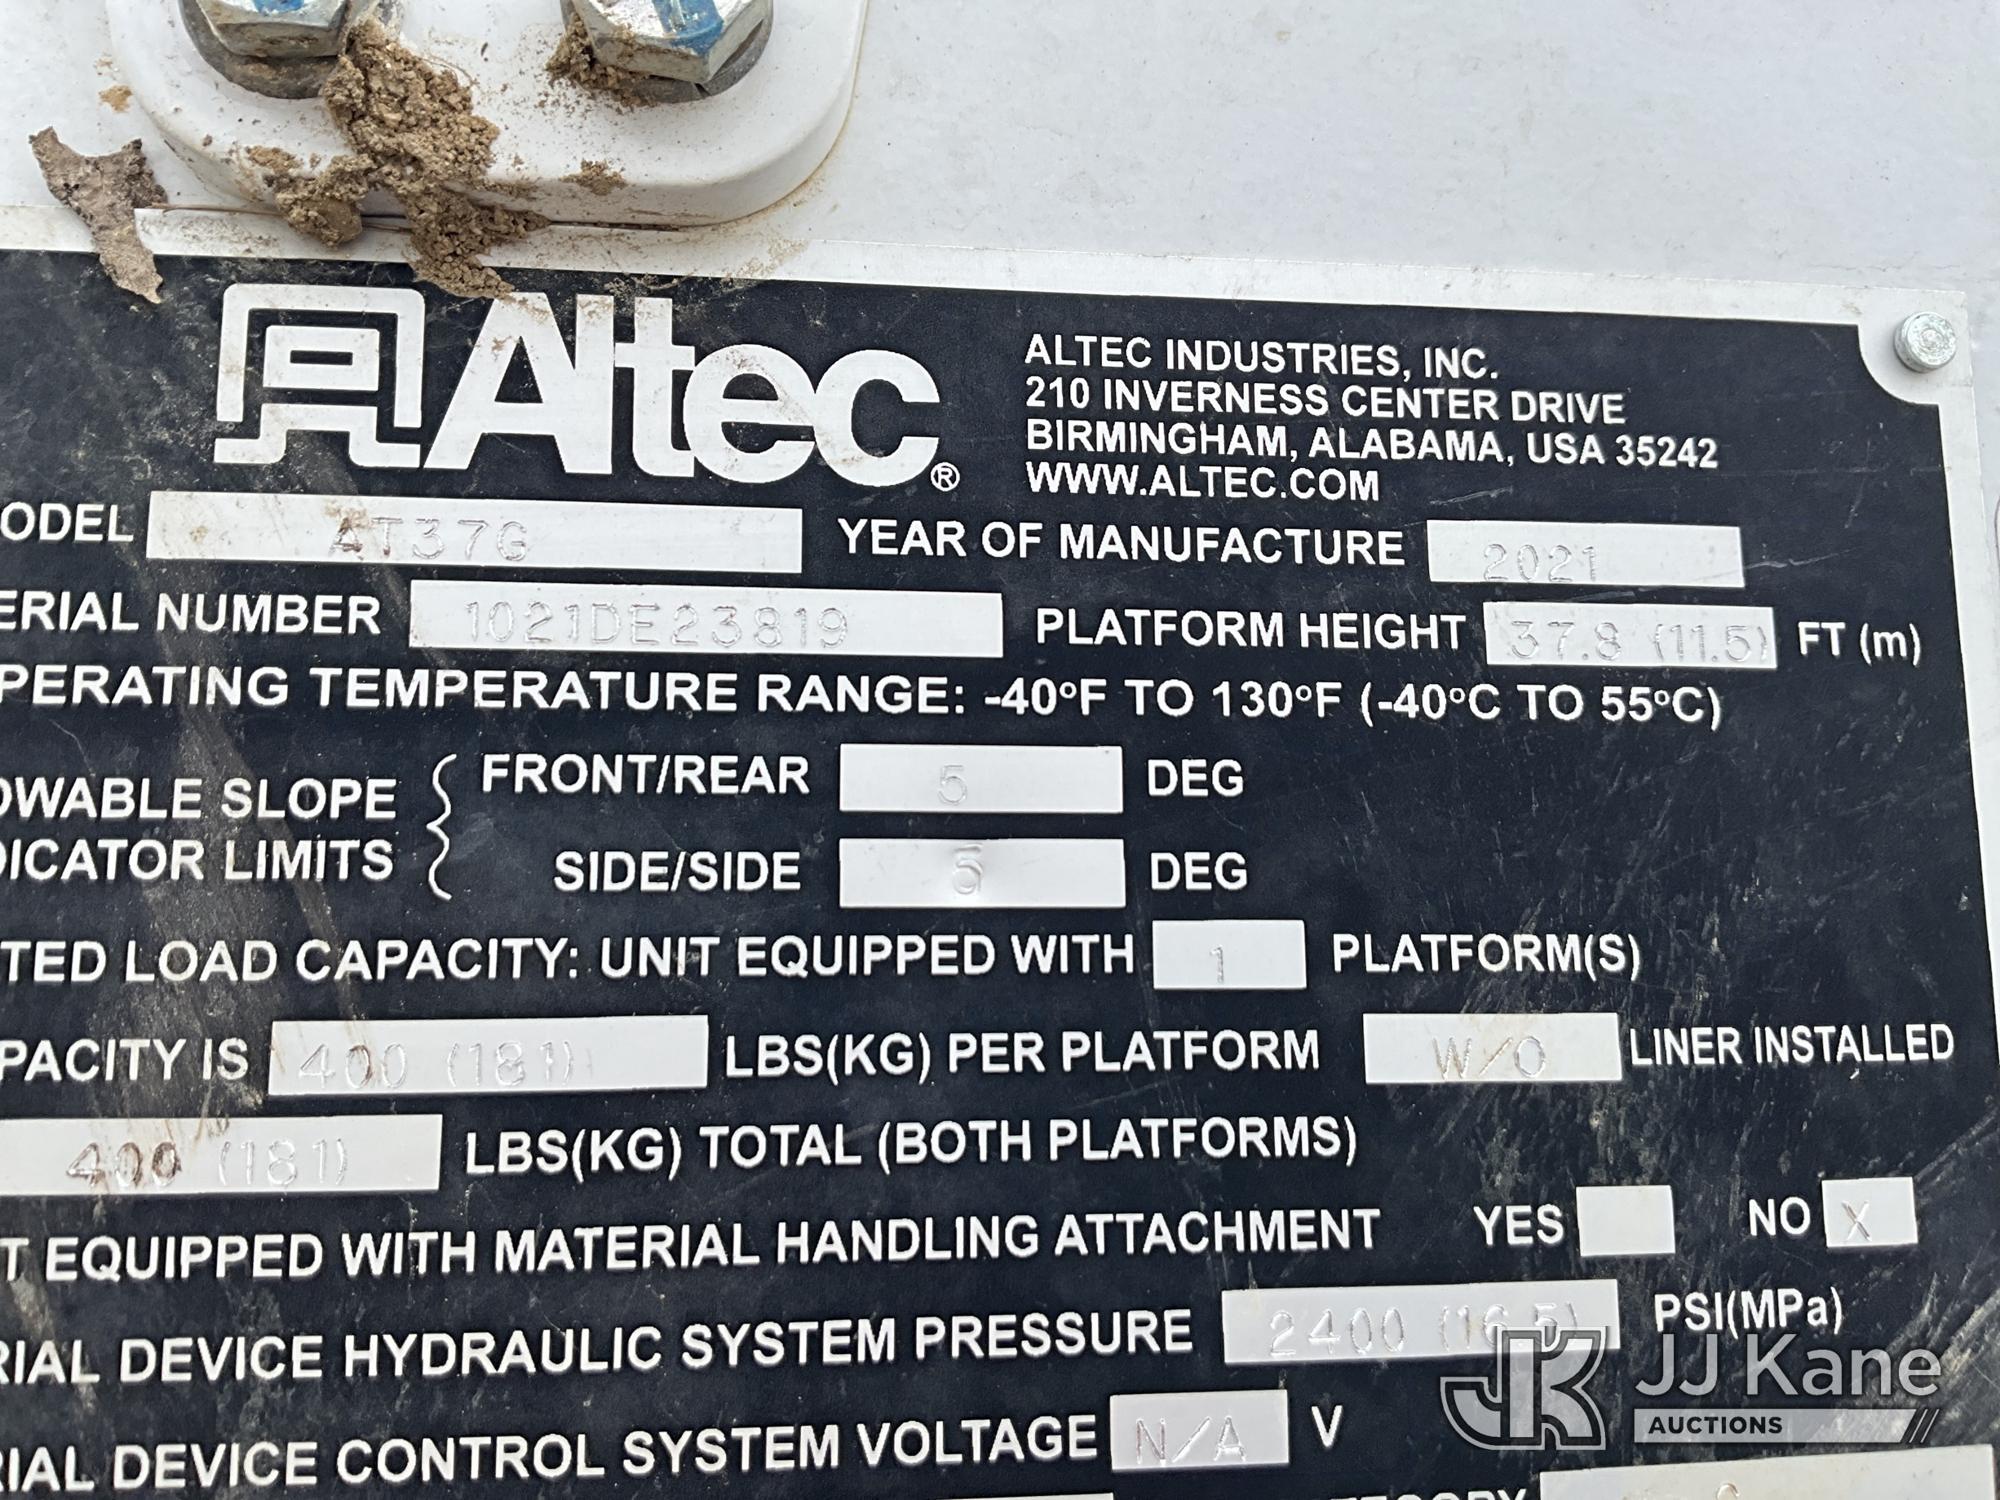 Altec®
ALTEC INDUSTRIES, INC.
210 INVERNESS CENTER DRIVE
BIRMINGHAM, ALABAMA, USA 35242
WWW.ALTEC.COM
ODEL AT37G YEAR OF MANUFACTURE 2021
ERIAL NUMBER 1021DE23819 PLATFORM HEIGHT 37.8 (11.5) FT (m)
PERATING TEMPERATURE RANGE: -40°F TO 130°F (-40°C TO 55°C)
OWABLE SLOPE
DICATOR LIMITS
FRONT/REAR 5 DEG
SIDE/SIDE 5 DEG
TED LOAD CAPACITY: UNIT EQUIPPED WITH 1 PLATFORM(S)
PACITY IS 400 (181) LBS(KG) PER PLATFORM W/O LINER INSTALLED
400 (181) LBS(KG) TOTAL (BOTH PLATFORMS)
T EQUIPPED WITH MATERIAL HANDLING ATTACHMENT YES NO X
RIAL DEVICE HYDRAULIC SYSTEM PRESSURE 2400 (16.5) PSI(MPa)
RIAL DEVICE CONTROL SYSTEM VOLTAGE N/A V
JK JJ Kane
AUCTIONS